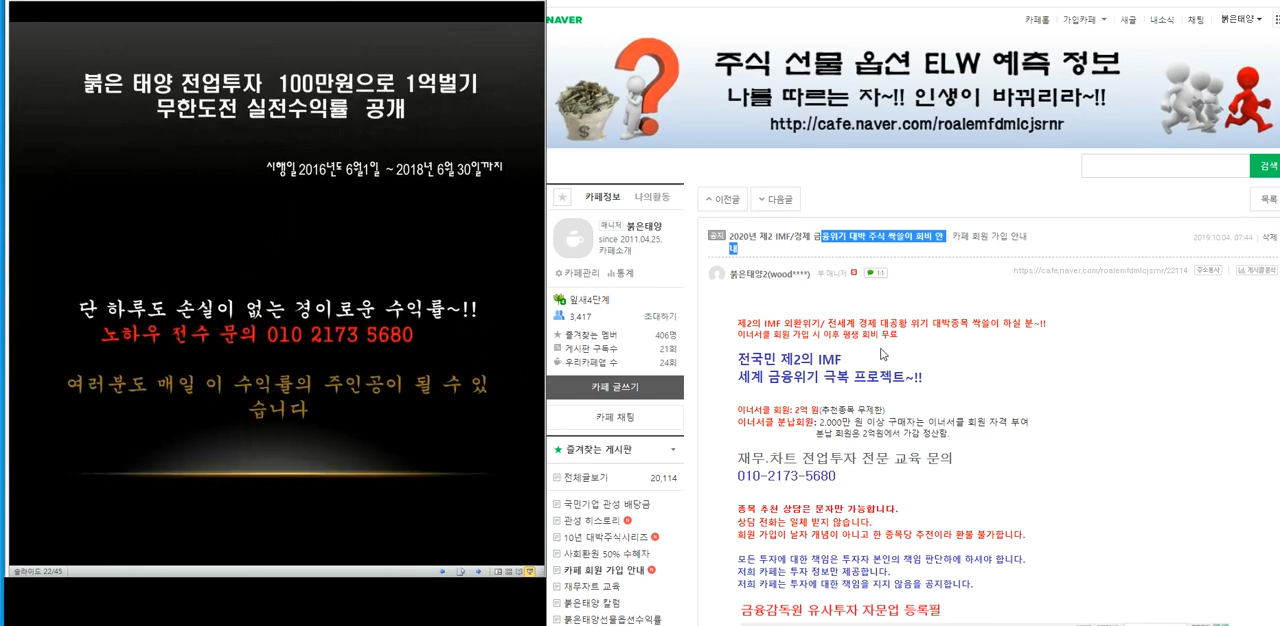 붉은 태양 전업투자 100만원으로 1억벌기
무한도전 실전수익률 공개
시행일 2016년도 6월1일 ~ 2018년 6월 30일까지
단 하루도 손실이 없는 경이로운 수익률~!!
노하우 전수 문의 010 2173 5680
여러분도 매일 이 수익률의 주인공이 될 수 있
습니다
슬라이드 22/45
NAVER
카페홈 가입카페 새글 내소식 채팅 붉은태양
주식 선물 옵션 ELW 예측 정보
나를 따르는 자~!! 인생이 바뀌리라~!!
http://cafe.naver.com/roalemfdmlcjsrnr
검색
카페정보 나의활동
매니저 붉은태양
since 2011.04.25.
카페소개
카페관리 통계
잎새4단계
3,417 초대하기
즐겨찾는 멤버 406명
게시판 구독수 21회
우리카페앱 수 24회
카페 글쓰기
카페 채팅
즐겨찾는 게시판
전체글보기 20,114
국민기업 관성 배당금
관성 히스토리
10년 대박주식시리즈
사회환원 50% 수혜자
카페 회원 가입 안내
재무차트 교육
붉은태양 칼럼
붉은태양선물옵션수익률
이전글 다음글 목록
공지 2020년 제2 IMF/경제 금융위기 대박 주식 싹쓸이 회비 안 카페 회원 가입 안내 2019.10.04. 07:44 삭제
내
붉은태양2(wood****) 부매니저 1:1 https://cafe.naver.com/roalemfdmlcjsrnr/22114 주소복사 게시물 분석
제2의 IMF 외환위기/ 전세계 경제 대공황 위기 대박종목 싹쓸이 하실 분~!!
이너서클 회원 가입 시 이후 평생 회비 무료
전국민 제2의 IMF
세계 금융위기 극복 프로젝트~!!
이너서클 회원: 2억 원(추천종목 무제한)
이너서클 분납회원: 2.000만 원 이상 구매자는 이너서클 회원 자격 부여
분납 회원은 2억원에서 가감 정산함.
재무.차트 전업투자 전문 교육 문의
010-2173-5680
종목 추천 상담은 문자만 가능합니다.
상담 전화는 일체 받지 않습니다.
회원 가입이 날자 개념이 아니고 한 종목당 추천이라 환불 불가합니다.
모든 투자에 대한 책임은 투자자 본인의 책임 판단하에 하셔야 합니다.
저희 카페는 투자 정보만 제공합니다.
저희 카페는 투자에 대한 책임을 지지 않음을 공지합니다.
금융감독원 유사투자 자문업 등록필